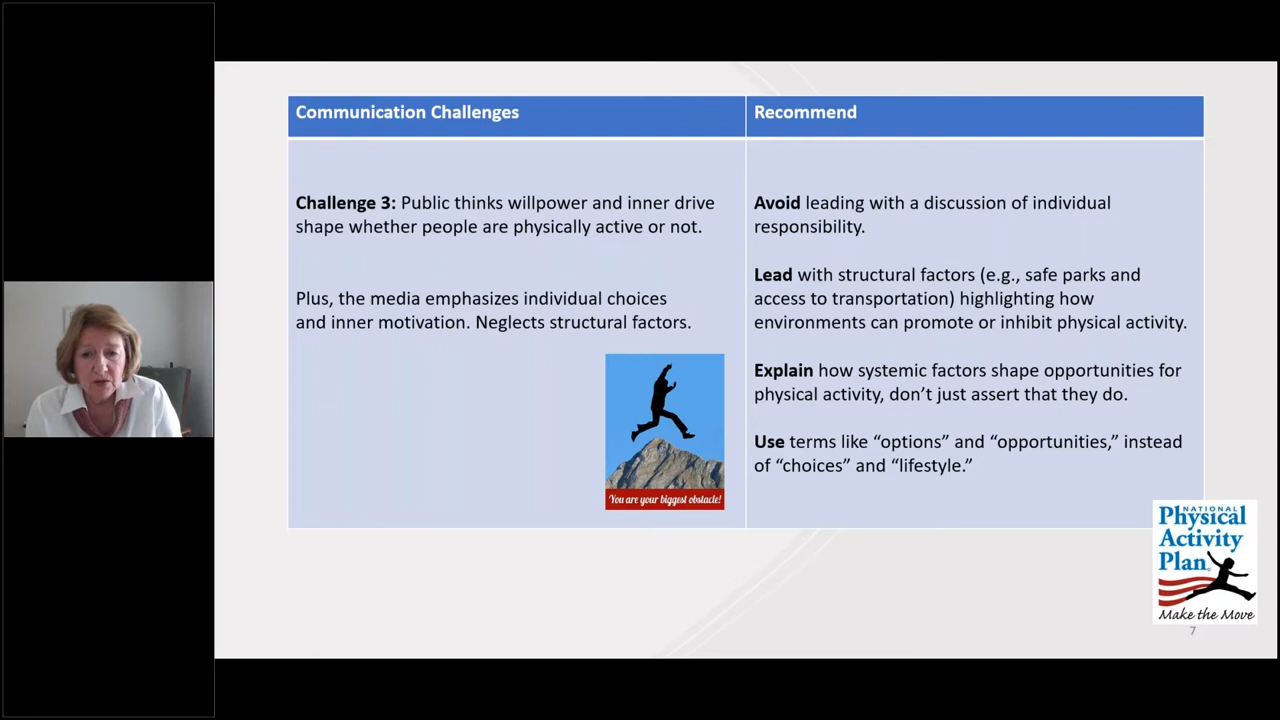 Communication Challenges
Recommend
Challenge 3: Public thinks willpower and inner drive
shape whether people are physically active or not.
Plus, the media emphasizes individual choices
and inner motivation. Neglects structural factors.
You are your biggest obstacle!
Avoid leading with a discussion of individual
responsibility.
Lead with structural factors (e.g., safe parks and
access to transportation) highlighting how
environments can promote or inhibit physical activity.
Explain how systemic factors shape opportunities for
physical activity, don’t just assert that they do.
Use terms like “options” and “opportunities,” instead
of “choices” and “lifestyle.”
NATIONAL
Physical
Activity
Plan®
Make the Move
7